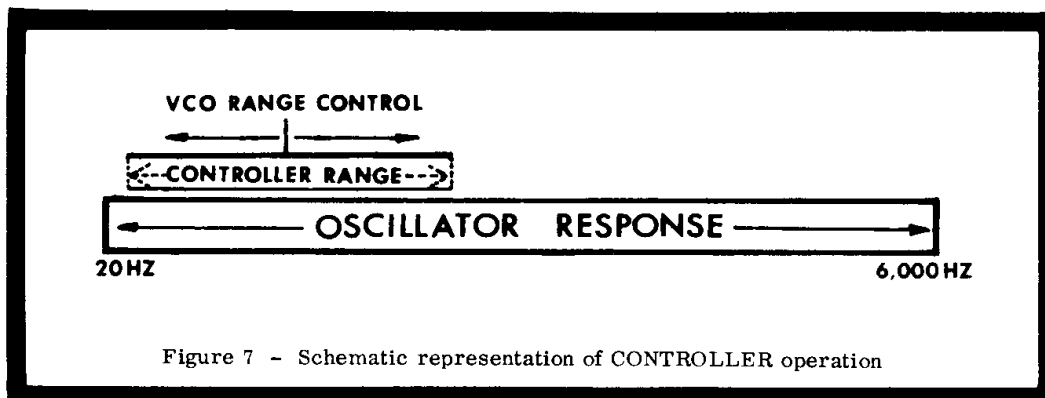 VCO RANGE CONTROL
CONTROLLER RANGE
OSCILLATOR RESPONSE
20HZ 6,000HZ
Figure 7 - Schematic representation of CONTROLLER operation